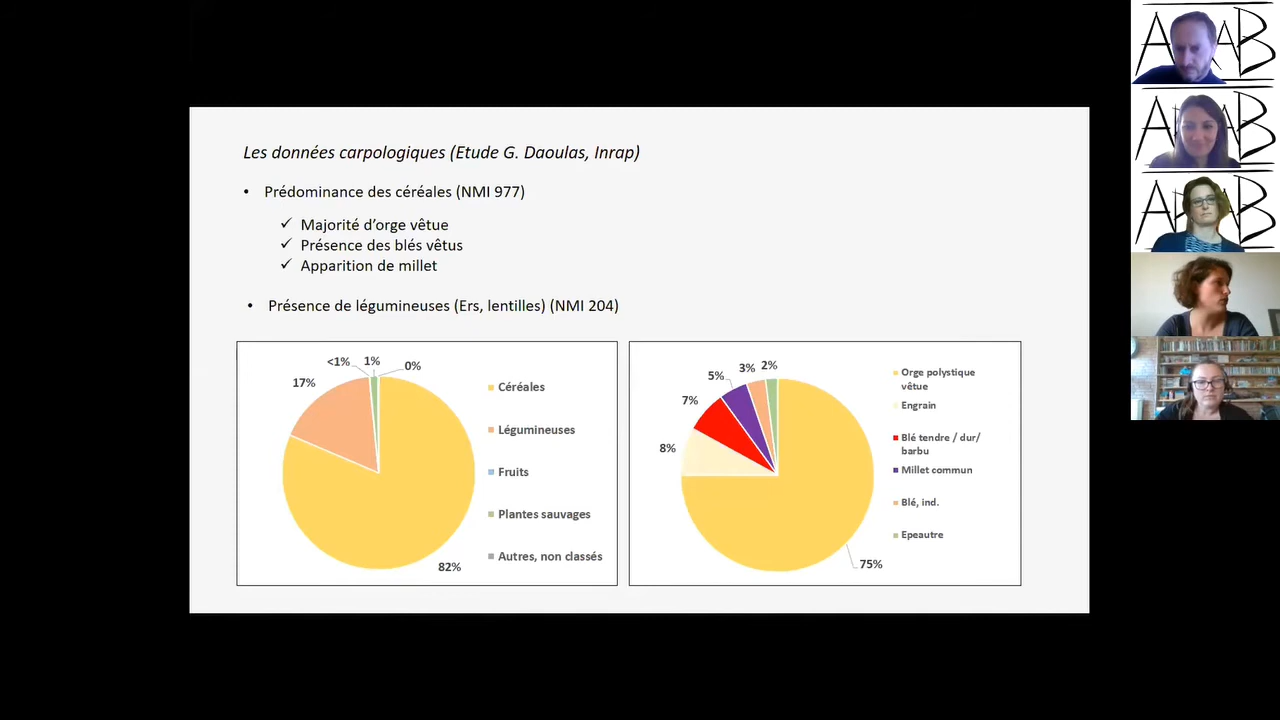 Les données carpologiques (Etude G. Daoulas, Inrap)
• Prédominance des céréales (NMI 977)
✓ Majorité d'orge vêtue
✓ Présence des blés vêtus
✓ Apparition de millet
• Présence de légumineuses (Ers, lentilles) (NMI 204)
<1% 1% 0%
17%
82%
Céréales
Légumineuses
Fruits
Plantes sauvages
Autres, non classés
2%
3%
5%
7%
8%
75%
Orge polystique
vêtue
Engrain
Blé tendre / dur/
barbu
Millet commun
Blé, ind.
Epeautre